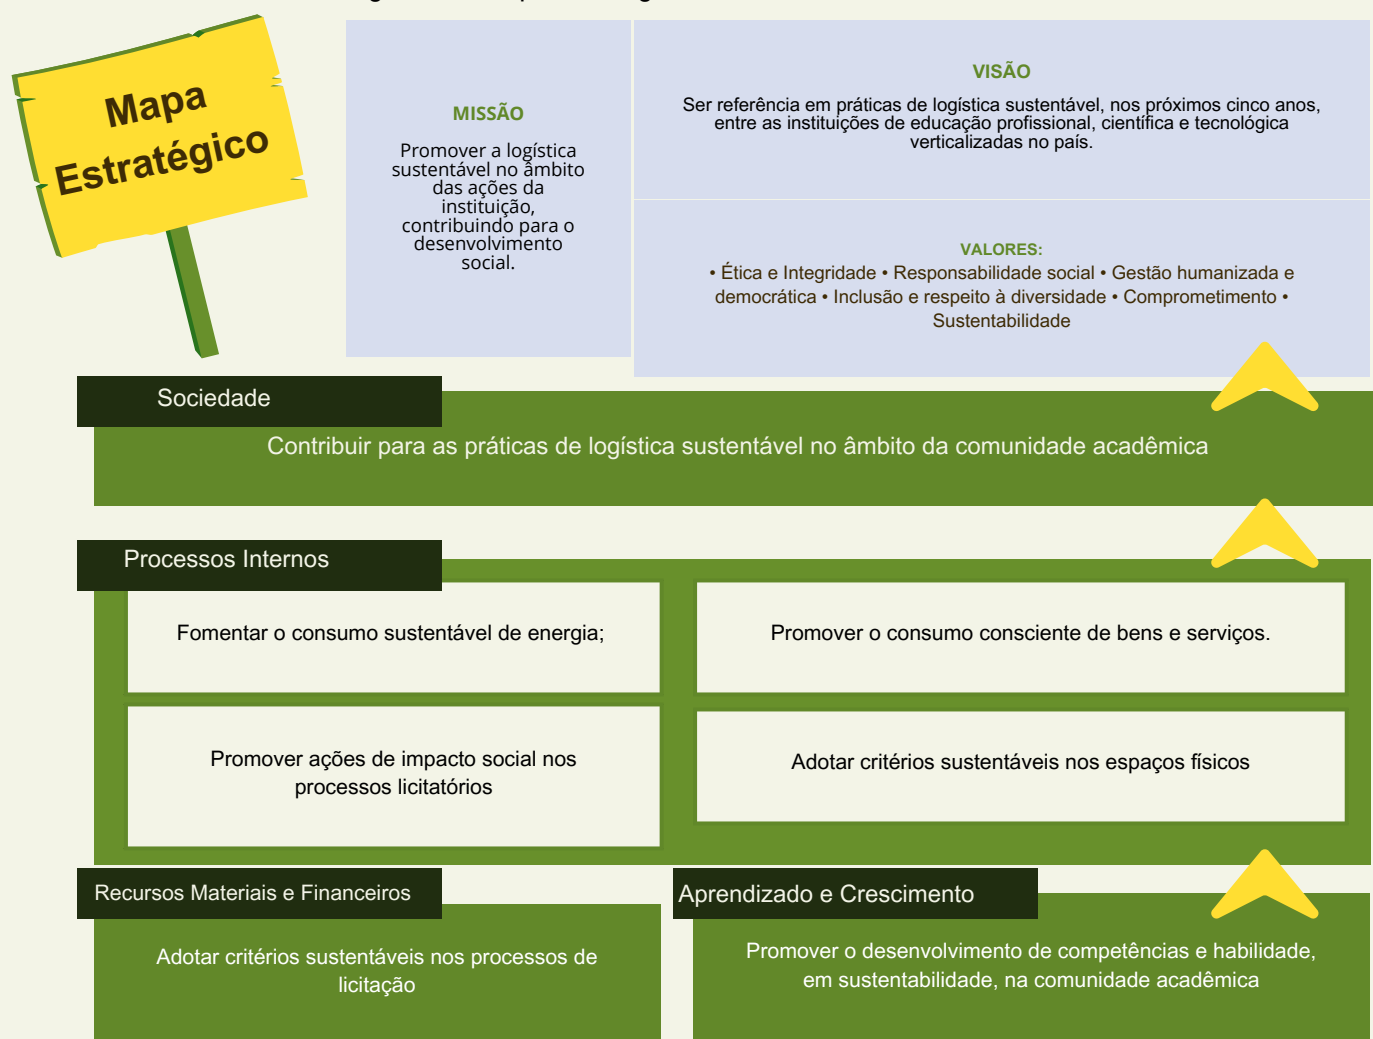 Mapa
Estratégico
MISSÃO
Promover a logística
sustentável no âmbito
das ações da
instituição,
contribuindo para o
desenvolvimento
social.
VISÃO
Ser referência em práticas de logística sustentável, nos próximos cinco anos,
entre as instituições de educação profissional, científica e tecnológica
verticalizadas no país.
VALORES:
• Ética e Integridade • Responsabilidade social • Gestão humanizada e
democrática • Inclusão e respeito à diversidade • Comprometimento •
Sustentabilidade
Sociedade
Contribuir para as práticas de logística sustentável no âmbito da comunidade acadêmica
Processos Internos
Fomentar o consumo sustentável de energia;
Promover o consumo consciente de bens e serviços.
Promover ações de impacto social nos
processos licitatórios
Adotar critérios sustentáveis nos espaços físicos
Recursos Materiais e Financeiros
Adotar critérios sustentáveis nos processos de
licitação
Aprendizado e Crescimento
Promover o desenvolvimento de competências e habilidade,
em sustentabilidade, na comunidade acadêmica